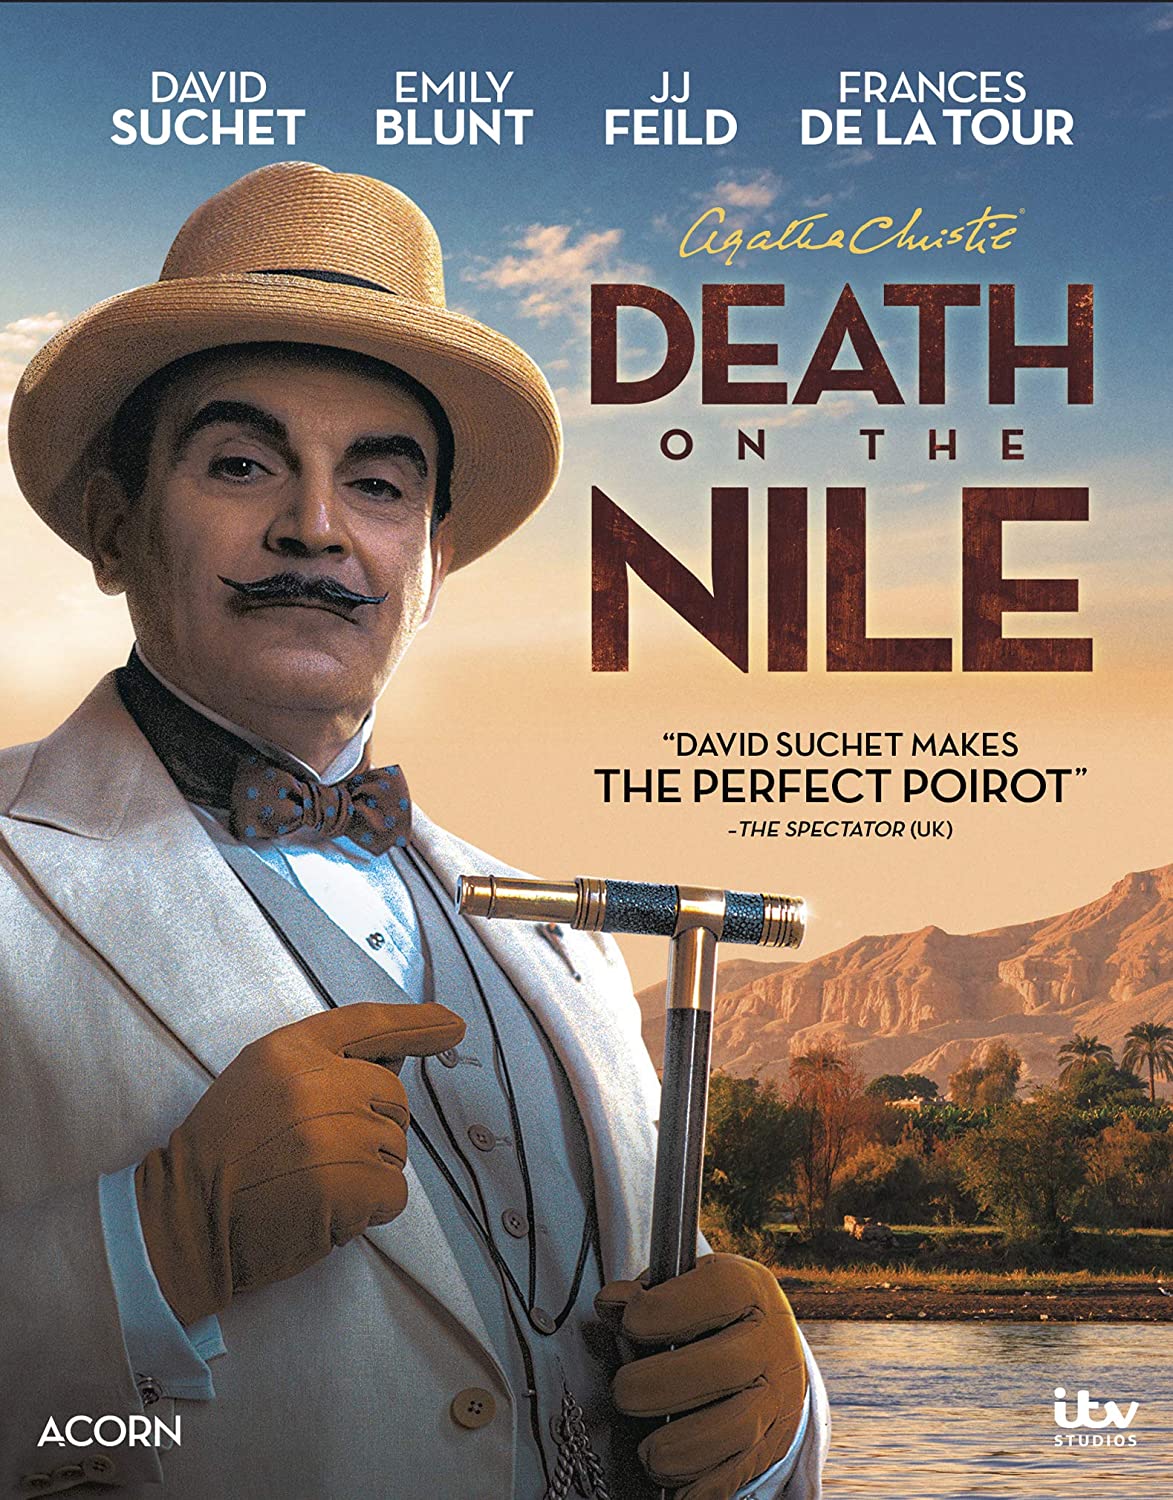 DAVID SUCHET
EMILY BLUNT
JJ FEILD
FRANCES DE LA TOUR
Agatha Christie®
DEATH
ON THE
NILE
“DAVID SUCHET MAKES
THE PERFECT POIROT”
–THE SPECTATOR (UK)
ACORN
itv
STUDIOS